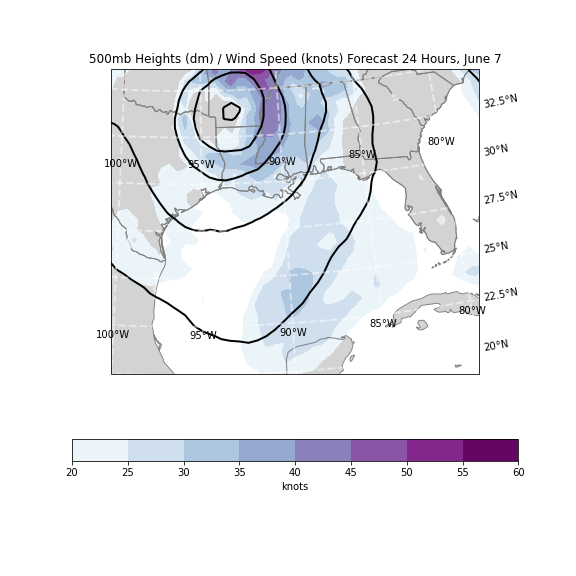 500mb Heights (dm) / Wind Speed (knots) Forecast 24 Hours, June 7
32.5°N
80°W
30°N
100°W 95°W 90°W 85°W
27.5°N
25°N
22.5°N
80°W
100°W 95°W 90°W 85°W
20°N
20 25 30 35 40 45 50 55 60
knots